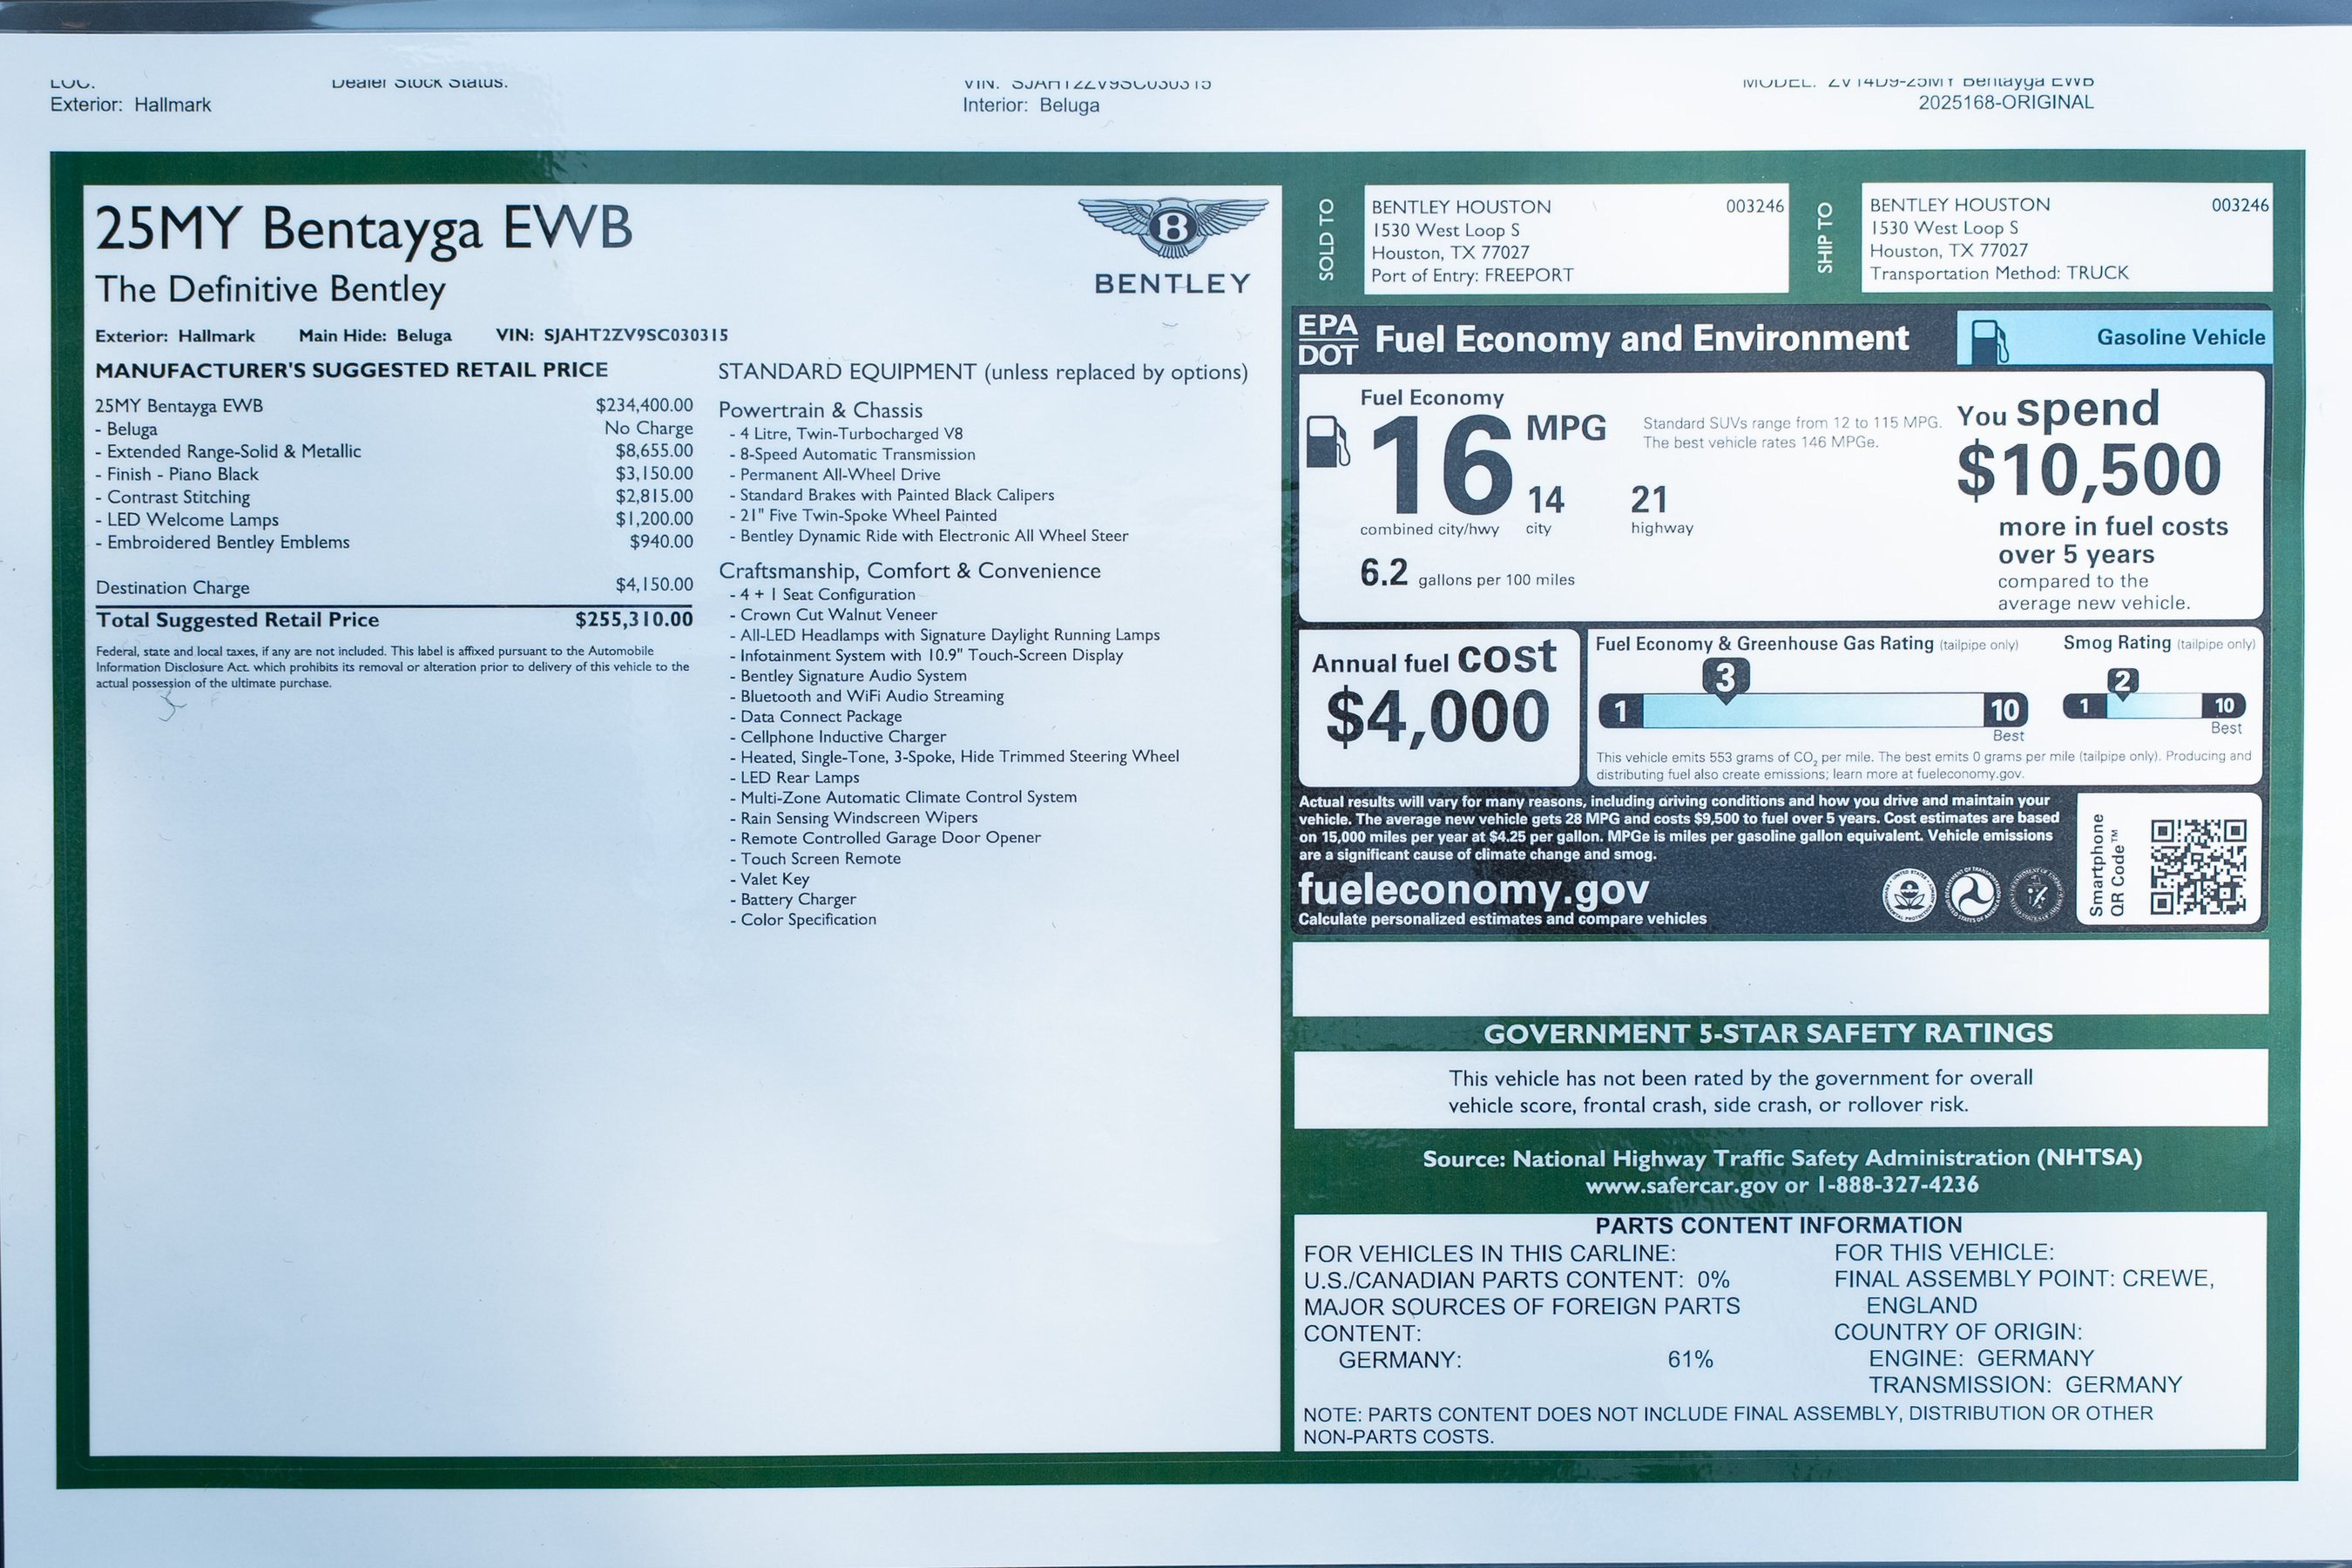 LOC:
Dealer Stock Status:
VIN: SJAHT2ZV9SC030315
MODEL: ZV14D9-25MY Bentayga EWB
Exterior: Hallmark
Interior: Beluga
2025168-ORIGINAL
25MY Bentayga EWB
The Definitive Bentley
B
BENTLEY
Exterior: Hallmark Main Hide: Beluga VIN: SJAHT2ZV9SC030315
MANUFACTURER'S SUGGESTED RETAIL PRICE
25MY Bentayga EWB $234,400.00
- Beluga No Charge
- Extended Range-Solid & Metallic $8,655.00
- Finish - Piano Black $3,150.00
- Contrast Stitching $2,815.00
- LED Welcome Lamps $1,200.00
- Embroidered Bentley Emblems $940.00
Destination Charge $4,150.00
Total Suggested Retail Price $255,310.00
Federal, state and local taxes, if any are not included. This label is affixed pursuant to the Automobile
Information Disclosure Act. which prohibits its removal or alteration prior to delivery of this vehicle to the
actual possession of the ultimate purchase.
STANDARD EQUIPMENT (unless replaced by options)
Powertrain & Chassis
- 4 Litre, Twin-Turbocharged V8
- 8-Speed Automatic Transmission
- Permanent All-Wheel Drive
- Standard Brakes with Painted Black Calipers
- 21" Five Twin-Spoke Wheel Painted
- Bentley Dynamic Ride with Electronic All Wheel Steer
Craftsmanship, Comfort & Convenience
- 4 + 1 Seat Configuration
- Crown Cut Walnut Veneer
- All-LED Headlamps with Signature Daylight Running Lamps
- Infotainment System with 10.9" Touch-Screen Display
- Bentley Signature Audio System
- Bluetooth and WiFi Audio Streaming
- Data Connect Package
- Cellphone Inductive Charger
- Heated, Single-Tone, 3-Spoke, Hide Trimmed Steering Wheel
- LED Rear Lamps
- Multi-Zone Automatic Climate Control System
- Rain Sensing Windscreen Wipers
- Remote Controlled Garage Door Opener
- Touch Screen Remote
- Valet Key
- Battery Charger
- Color Specification
SOLD TO
BENTLEY HOUSTON 003246
1530 West Loop S
Houston, TX 77027
Port of Entry: FREEPORT
SHIP TO
BENTLEY HOUSTON 003246
1530 West Loop S
Houston, TX 77027
Transportation Method: TRUCK
EPA
DOT
Fuel Economy and Environment
Gasoline Vehicle
Fuel Economy
16 MPG
combined city/hwy
14
city
21
highway
6.2 gallons per 100 miles
Standard SUVs range from 12 to 115 MPG.
The best vehicle rates 146 MPGe.
You spend
$10,500
more in fuel costs
over 5 years
compared to the
average new vehicle.
Annual fuel cost
$4,000
Fuel Economy & Greenhouse Gas Rating (tailpipe only)
3
1 10
Best
Smog Rating (tailpipe only)
2
1 10
Best
This vehicle emits 553 grams of CO2 per mile. The best emits 0 grams per mile (tailpipe only). Producing and
distributing fuel also create emissions; learn more at fueleconomy.gov.
Actual results will vary for many reasons, including driving conditions and how you drive and maintain your
vehicle. The average new vehicle gets 28 MPG and costs $9,500 to fuel over 5 years. Cost estimates are based
on 15,000 miles per year at $4.25 per gallon. MPGe is miles per gasoline gallon equivalent. Vehicle emissions
are a significant cause of climate change and smog.
fueleconomy.gov
Calculate personalized estimates and compare vehicles
Smartphone
QR Code™
GOVERNMENT 5-STAR SAFETY RATINGS
This vehicle has not been rated by the government for overall
vehicle score, frontal crash, side crash, or rollover risk.
Source: National Highway Traffic Safety Administration (NHTSA)
www.safercar.gov or 1-888-327-4236
PARTS CONTENT INFORMATION
FOR VEHICLES IN THIS CARLINE:
U.S./CANADIAN PARTS CONTENT: 0%
MAJOR SOURCES OF FOREIGN PARTS
CONTENT:
GERMANY: 61%
FOR THIS VEHICLE:
FINAL ASSEMBLY POINT: CREWE,
ENGLAND
COUNTRY OF ORIGIN:
ENGINE: GERMANY
TRANSMISSION: GERMANY
NOTE: PARTS CONTENT DOES NOT INCLUDE FINAL ASSEMBLY, DISTRIBUTION OR OTHER
NON-PARTS COSTS.